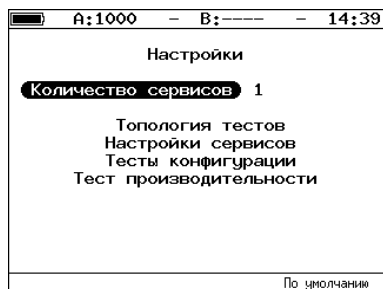 A:1000 – B:---- – 14:39
Настройки
Количество сервисов 1
Топология тестов
Настройки сервисов
Тесты конфигурации
Тест производительности
По умолчанию